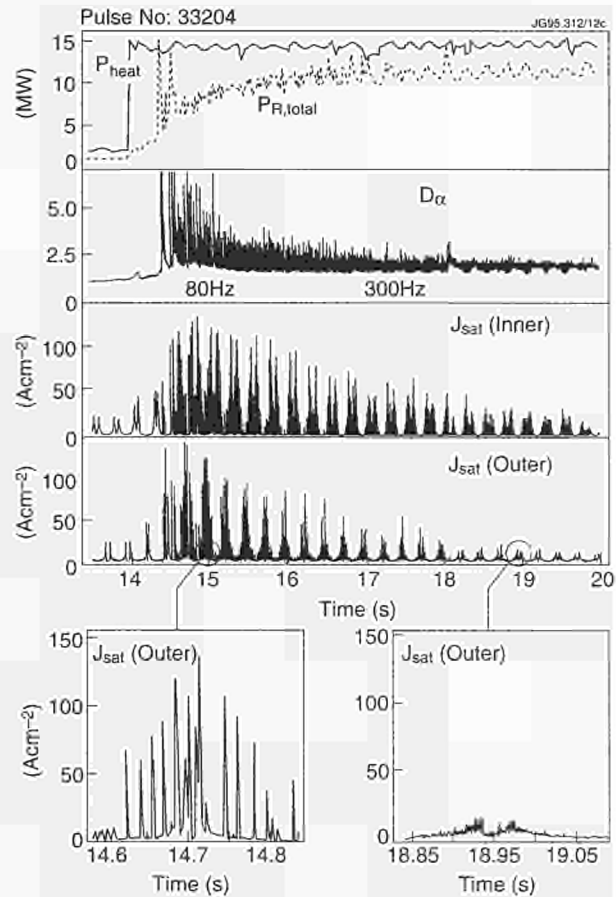 Pulse No: 33204
JG95.312/12c
15
P_heat
10
(MW)
P_R,total
5
0
5.0
Dα
2.5
80Hz
300Hz
0
J_sat (Inner)
100
(Acm⁻²)
50
0
J_sat (Outer)
100
(Acm⁻²)
50
0
14 15 16 17 18 19 20
Time (s)
150
J_sat (Outer)
100
(Acm⁻²)
50
0
14.6 14.7 14.8
Time (s)
150
J_sat (Outer)
100
50
0
18.85 18.95 19.05
Time (s)